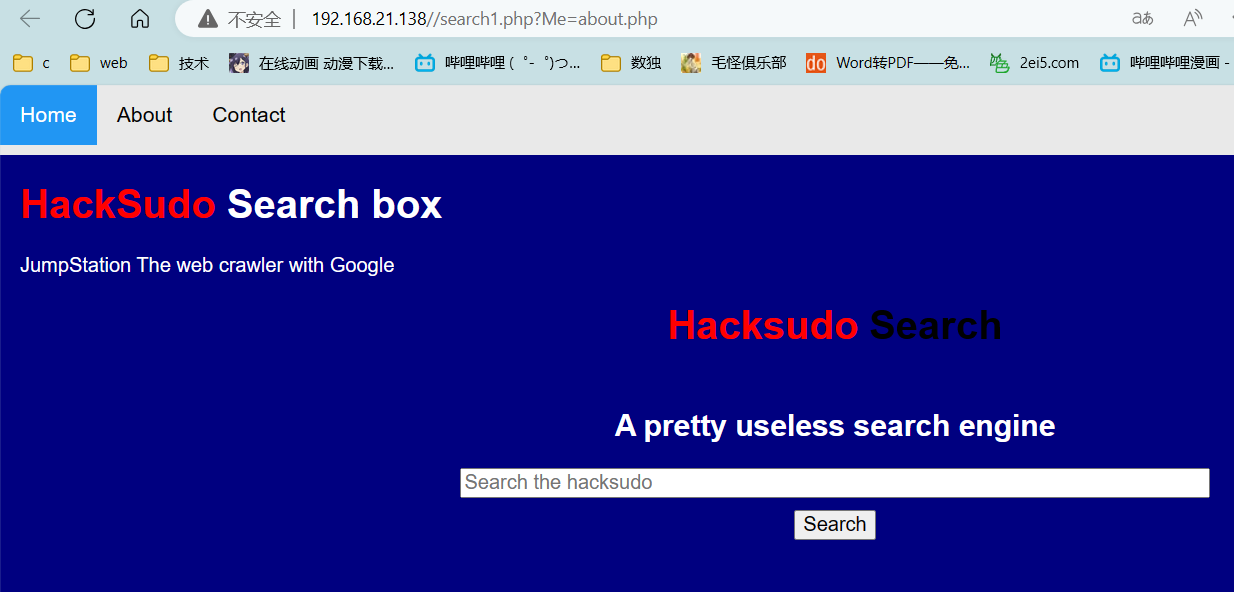 不安全 | 192.168.21.138//search1.php?Me=about.php aあ A
c web 技术 在线动画 动漫下载... 哔哩哔哩 (゜-゜)つ... 数独 毛怪俱乐部 do Word转PDF——免... 2ei5.com 哔哩哔哩漫画 -
Home About Contact
HackSudo Search box
JumpStation The web crawler with Google
Hacksudo Search
A pretty useless search engine
Search the hacksudo
Search